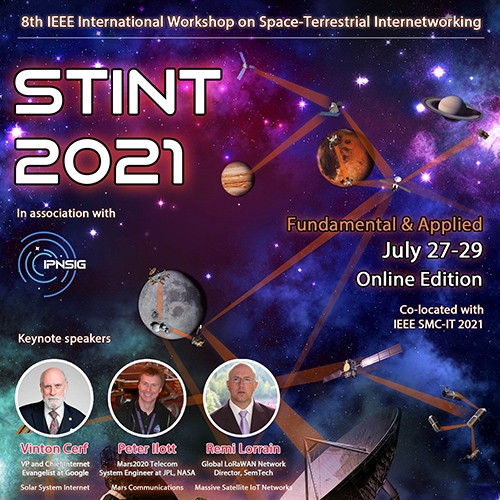 8th IEEE International Workshop on Space-Terrestrial Internetworking
STINT
2021
In association with
IPNSIG
Fundamental & Applied
July 27-29
Online Edition
Co-located with
IEEE SMC-IT 2021
Keynote speakers
Vinton Cerf
VP and Chief Internet
Evangelist at Google
Solar System Internet
Peter Ilott
Mars2020 Telecom
System Engineer at JPL, NASA
Mars Communications
Remi Lorrain
Global LoRaWAN Network
Director, SemTech
Massive Satellite IoT Networks